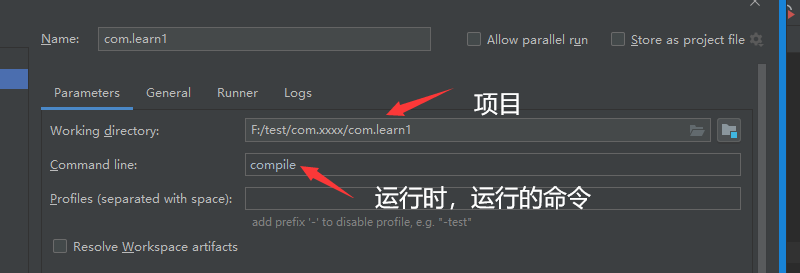 Name: com.learn1 Allow parallel run Store as project file
Parameters General Runner Logs
项目
Working directory: F:/test/com.xxxx/com.learn1
Command line: compile
运行时，运行的命令
Profiles (separated with space):
add prefix '-' to disable profile, e.g. "-test"
Resolve Workspace artifacts